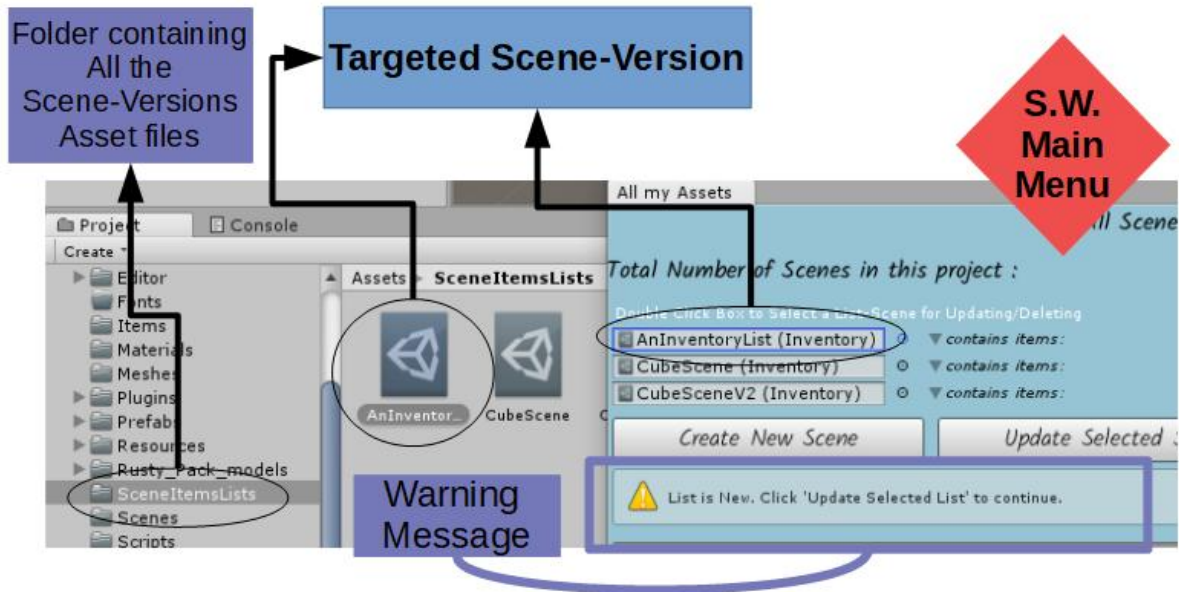 Folder containing
All the
Scene-Versions
Asset files
Targeted Scene-Version
S.W.
Main
Menu
All my Assets
Project
Console
Create
ll Scene
Total Number of Scenes in this project :
Double Click Box to Select a List-Scene for Updating/Deleting
AnInventoryList (Inventory)
contains items:
CubeScene (Inventory)
contains items:
CubeSceneV2 (Inventory)
contains items:
Create New Scene
Update Selected
List is New. Click 'Update Selected List' to continue.
Editor
Fonts
Items
Materials
Meshes
Plugins
Prefabs
Resources
Rusty_Pack_models
SceneItemsLists
Scenes
Scripts
Assets
SceneItemsLists
AnInventor...
CubeScene
Warning
Message